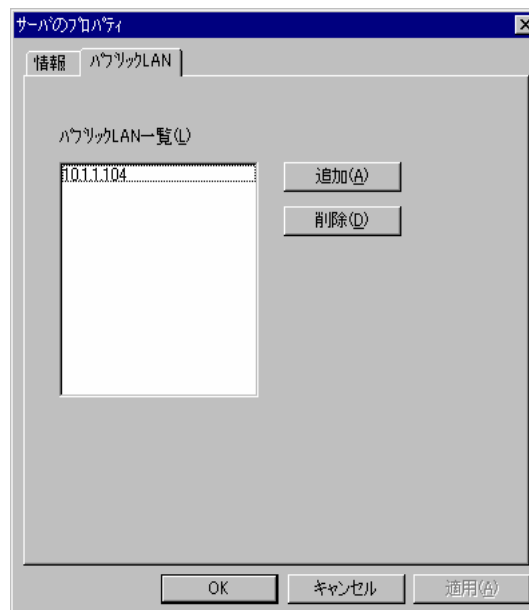 サーバのプロパティ
情報 パブリックLAN
パブリックLAN一覧(L)
10.1.1.104
追加(A)
削除(D)
OK キャンセル 適用(A)